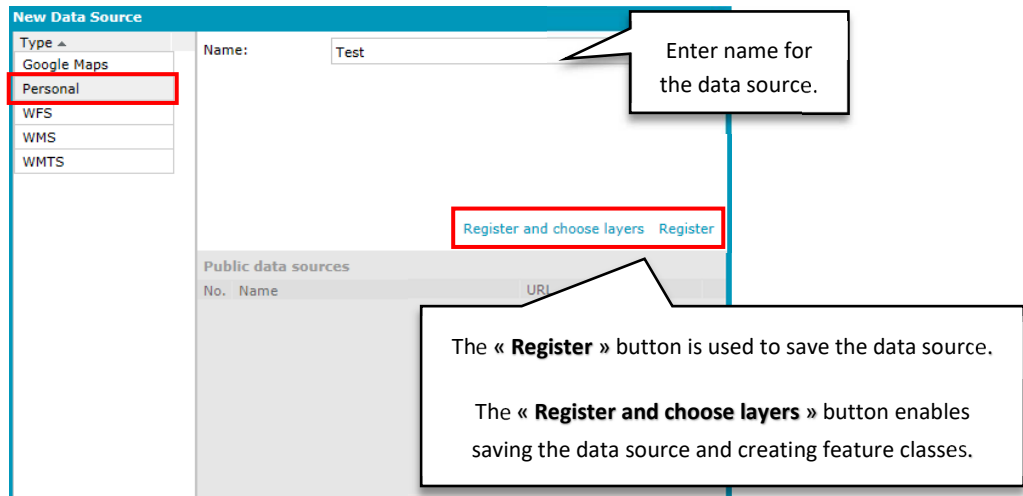 New Data Source
Type
Google Maps
Personal
WFS
WMS
WMTS
Name: Test
Enter name for
the data source.
Register and choose layers Register
Public data sources
No. Name URL
The « Register » button is used to save the data source.
The « Register and choose layers » button enables
saving the data source and creating feature classes.